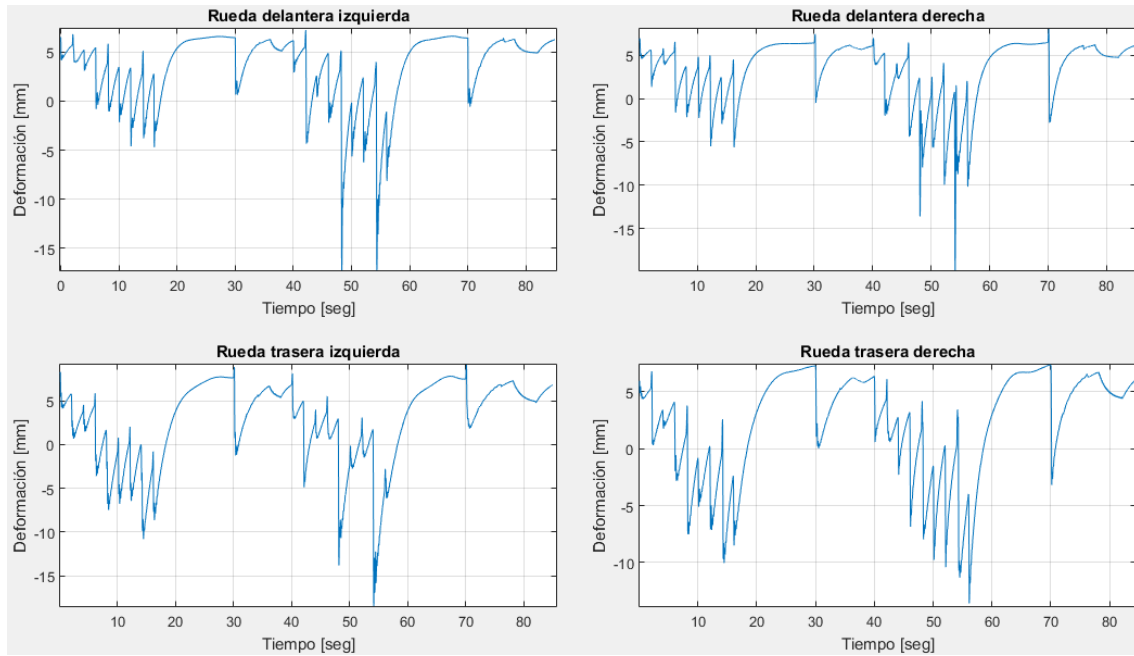 Rueda delantera izquierda
Deformación [mm]
5
0
-5
-10
-15
0 10 20 30 40 50 60 70 80
Tiempo [seg]
Rueda delantera derecha
Deformación [mm]
5
0
-5
-10
-15
10 20 30 40 50 60 70 80
Tiempo [seg]
Rueda trasera izquierda
Deformación [mm]
5
0
-5
-10
-15
10 20 30 40 50 60 70 80
Tiempo [seg]
Rueda trasera derecha
Deformación [mm]
5
0
-5
-10
10 20 30 40 50 60 70 80
Tiempo [seg]